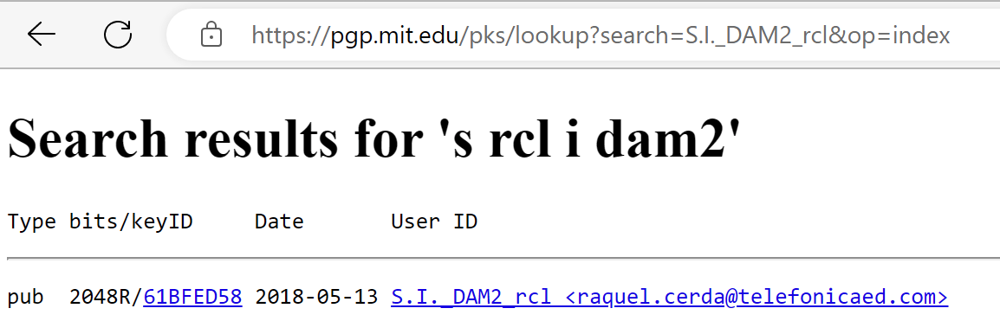 https://pgp.mit.edu/pks/lookup?search=S.I._DAM2_rcl&op=index
Search results for 's rcl i dam2'
Type bits/keyID Date User ID
pub 2048R/61BFED58 2018-05-13 S.I._DAM2_rcl <raquel.cerda@telefonicaed.com>